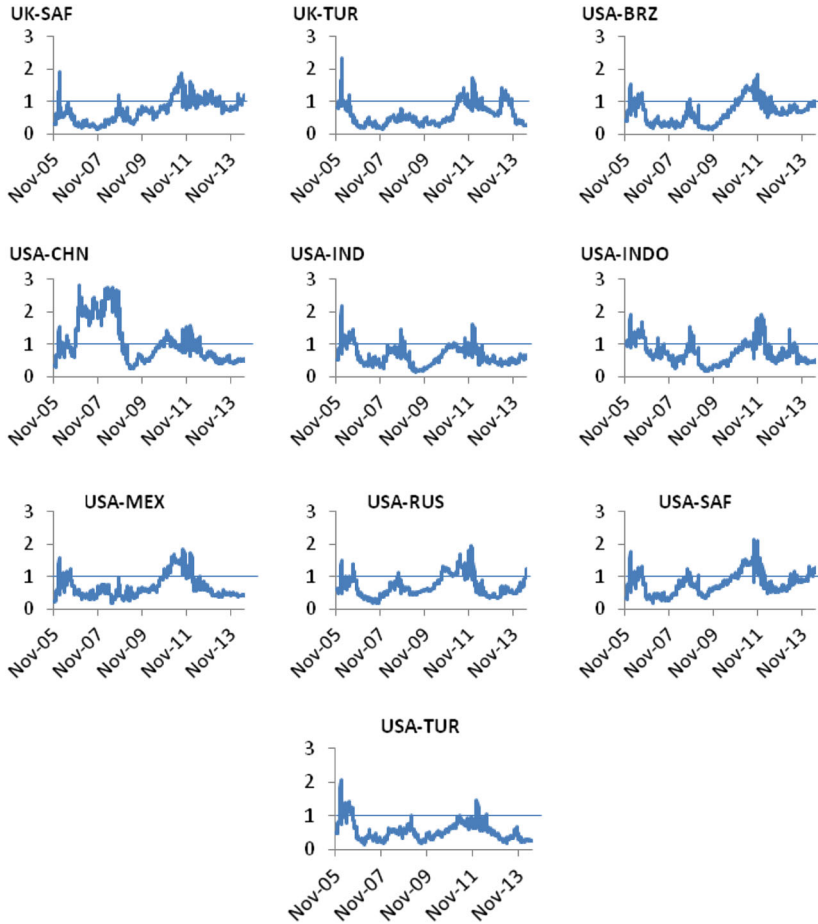 UK-SAF
3
2
1
0
Nov-05
Nov-07
Nov-09
Nov-11
Nov-13
UK-TUR
3
2
1
0
Nov-05
Nov-07
Nov-09
Nov-11
Nov-13
USA-BRZ
3
2
1
0
Nov-05
Nov-07
Nov-09
Nov-11
Nov-13
USA-CHN
3
2
1
0
Nov-05
Nov-07
Nov-09
Nov-11
Nov-13
USA-IND
3
2
1
0
Nov-05
Nov-07
Nov-09
Nov-11
Nov-13
USA-INDO
3
2
1
0
Nov-05
Nov-07
Nov-09
Nov-11
Nov-13
USA-MEX
3
2
1
0
Nov-05
Nov-07
Nov-09
Nov-11
Nov-13
USA-RUS
3
2
1
0
Nov-05
Nov-07
Nov-09
Nov-11
Nov-13
USA-SAF
3
2
1
0
Nov-05
Nov-07
Nov-09
Nov-11
Nov-13
USA-TUR
3
2
1
0
Nov-05
Nov-07
Nov-09
Nov-11
Nov-13